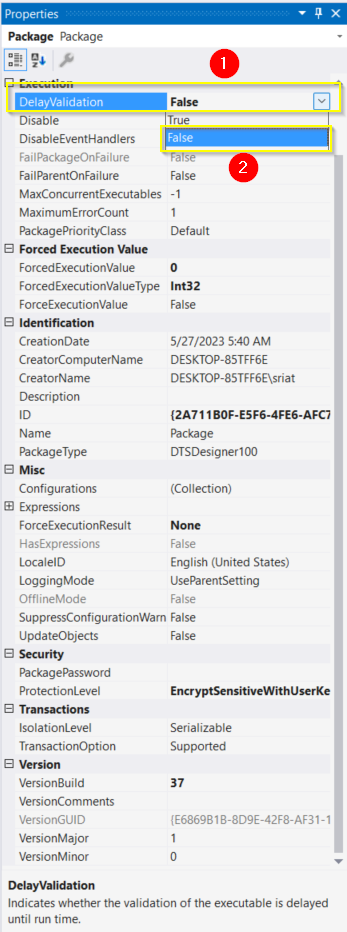 Properties
Package Package
1
Execution
DelayValidation False
Disable True
DisableEventHandlers False
2
FailPackageOnFailure False
FailParentOnFailure False
MaxConcurrentExecutables -1
MaximumErrorCount 1
PackagePriorityClass Default
Forced Execution Value
ForcedExecutionValue 0
ForcedExecutionValueType Int32
ForceExecutionValue False
Identification
CreationDate 5/27/2023 5:40 AM
CreatorComputerName DESKTOP-85TFF6E
CreatorName DESKTOP-85TFF6E\sriat
Description
ID {2A711B0F-E5F6-4FE6-AFC7
Name Package
PackageType DTSDesigner100
Misc
Configurations (Collection)
Expressions
ForceExecutionResult None
HasExpressions False
LocaleID English (United States)
LoggingMode UseParentSetting
OfflineMode False
SuppressConfigurationWarn False
UpdateObjects False
Security
PackagePassword
ProtectionLevel EncryptSensitiveWithUserKe
Transactions
IsolationLevel Serializable
TransactionOption Supported
Version
VersionBuild 37
VersionComments
VersionGUID {E6869B1B-8D9E-42F8-AF31-1
VersionMajor 1
VersionMinor 0
DelayValidation
Indicates whether the validation of the executable is delayed
until run time.